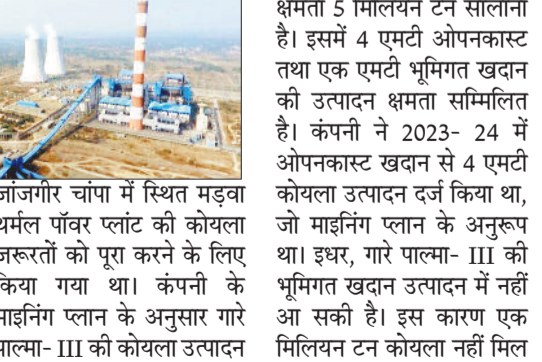 जांजगीर चांपा में स्थित मड़वा
थर्मल पॉवर प्लांट की कोयला
जरूरतों को पूरा करने के लिए
किया गया था। कंपनी के
माइनिंग प्लान के अनुसार गारे
पाल्मा- III की कोयला उत्पादन
क्षमता 5 मिलियन टन सालाना
है। इसमें 4 एमटी ओपनकास्ट
तथा एक एमटी भूमिगत खदान
की उत्पादन क्षमता सम्मिलित
है। कंपनी ने 2023- 24 में
ओपनकास्ट खदान से 4 एमटी
कोयला उत्पादन दर्ज किया था,
जो माइनिंग प्लान के अनुरूप
था। इधर, गारे पाल्मा- III की
भूमिगत खदान उत्पादन में नहीं
आ सकी है। इस कारण एक
मिलियन टन कोयला नहीं मिल